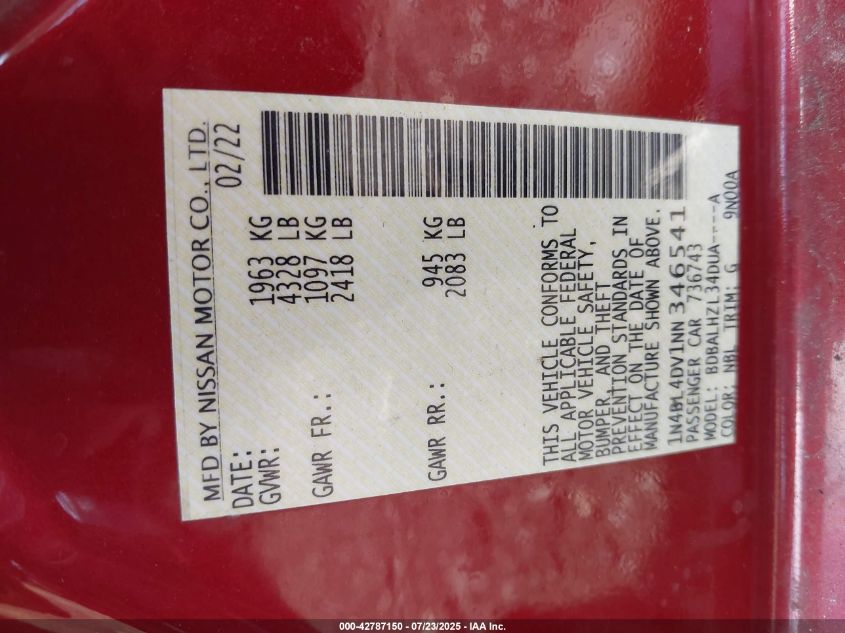 MFD BY NISSAN MOTOR CO., LTD.
DATE: 02/22
GVWR: 1963 KG
4328 LB
GAWR FR.: 1097 KG
2418 LB
GAWR RR.: 945 KG
2083 LB
THIS VEHICLE CONFORMS TO
ALL APPLICABLE FEDERAL
MOTOR VEHICLE SAFETY,
BUMPER, AND THEFT
PREVENTION STANDARDS IN
EFFECT ON THE DATE OF
MANUFACTURE SHOWN ABOVE.
1N4BL4DV1NN346541
PASSENGER CAR 736743
MODEL: BDBALHZL34DUA----A
COLOR: NBL TRIM: G 9N00A
000-42787150 - 07/23/2025 - IAA Inc.